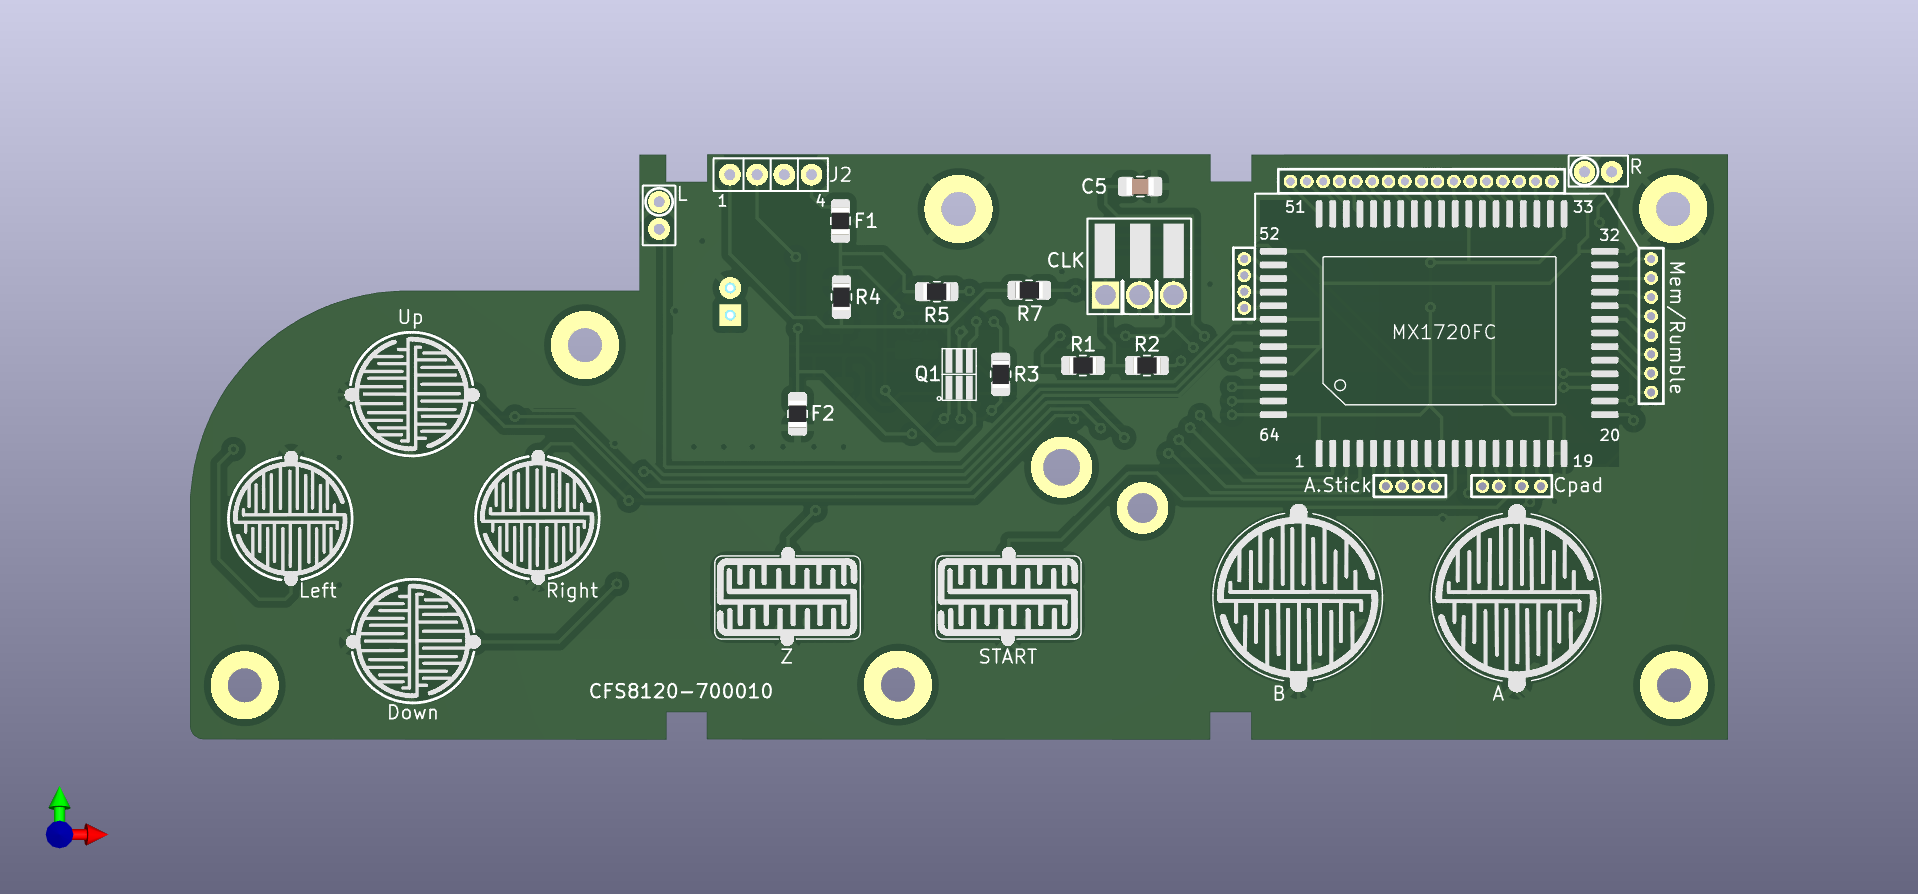 J2
R
L
1
4
C5
F1
51
33
52
32
CLK
Mem/Rumble
R4
R5
R7
Up
MX1720FC
R1
R2
Q1
R3
F2
64
20
1
19
A.Stick
Cpad
Left
Right
Z
START
CFS8120-700010
B
A
Down